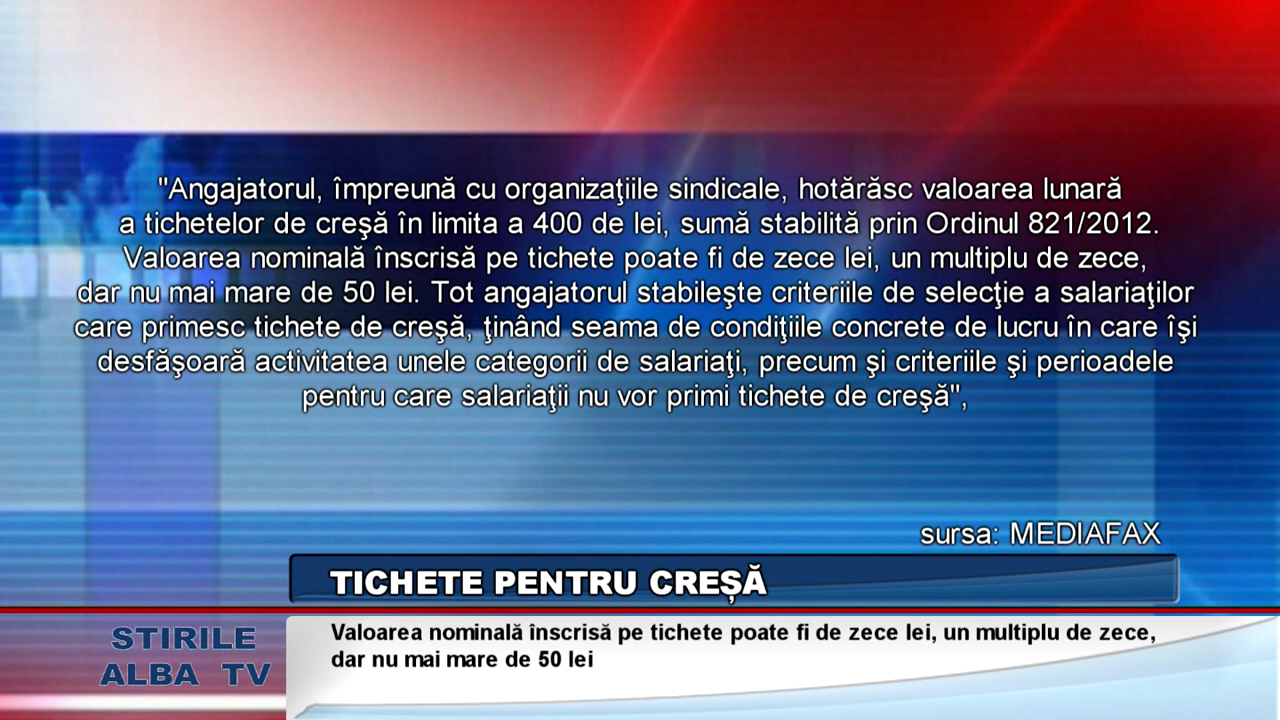 "Angajatorul, împreună cu organizaţiile sindicale, hotărăsc valoarea lunară
a tichetelor de creşă în limita a 400 de lei, sumă stabilită prin Ordinul 821/2012.
Valoarea nominală înscrisă pe tichete poate fi de zece lei, un multiplu de zece,
dar nu mai mare de 50 lei. Tot angajatorul stabileşte criteriile de selecţie a salariaţilor
care primesc tichete de creşă, ţinând seama de condiţiile concrete de lucru în care îşi
desfăşoară activitatea unele categorii de salariaţi, precum şi criteriile şi perioadele
pentru care salariaţii nu vor primi tichete de creşă",
sursa: MEDIAFAX
TICHETE PENTRU CREȘĂ
STIRILE
ALBA TV
Valoarea nominală înscrisă pe tichete poate fi de zece lei, un multiplu de zece,
dar nu mai mare de 50 lei